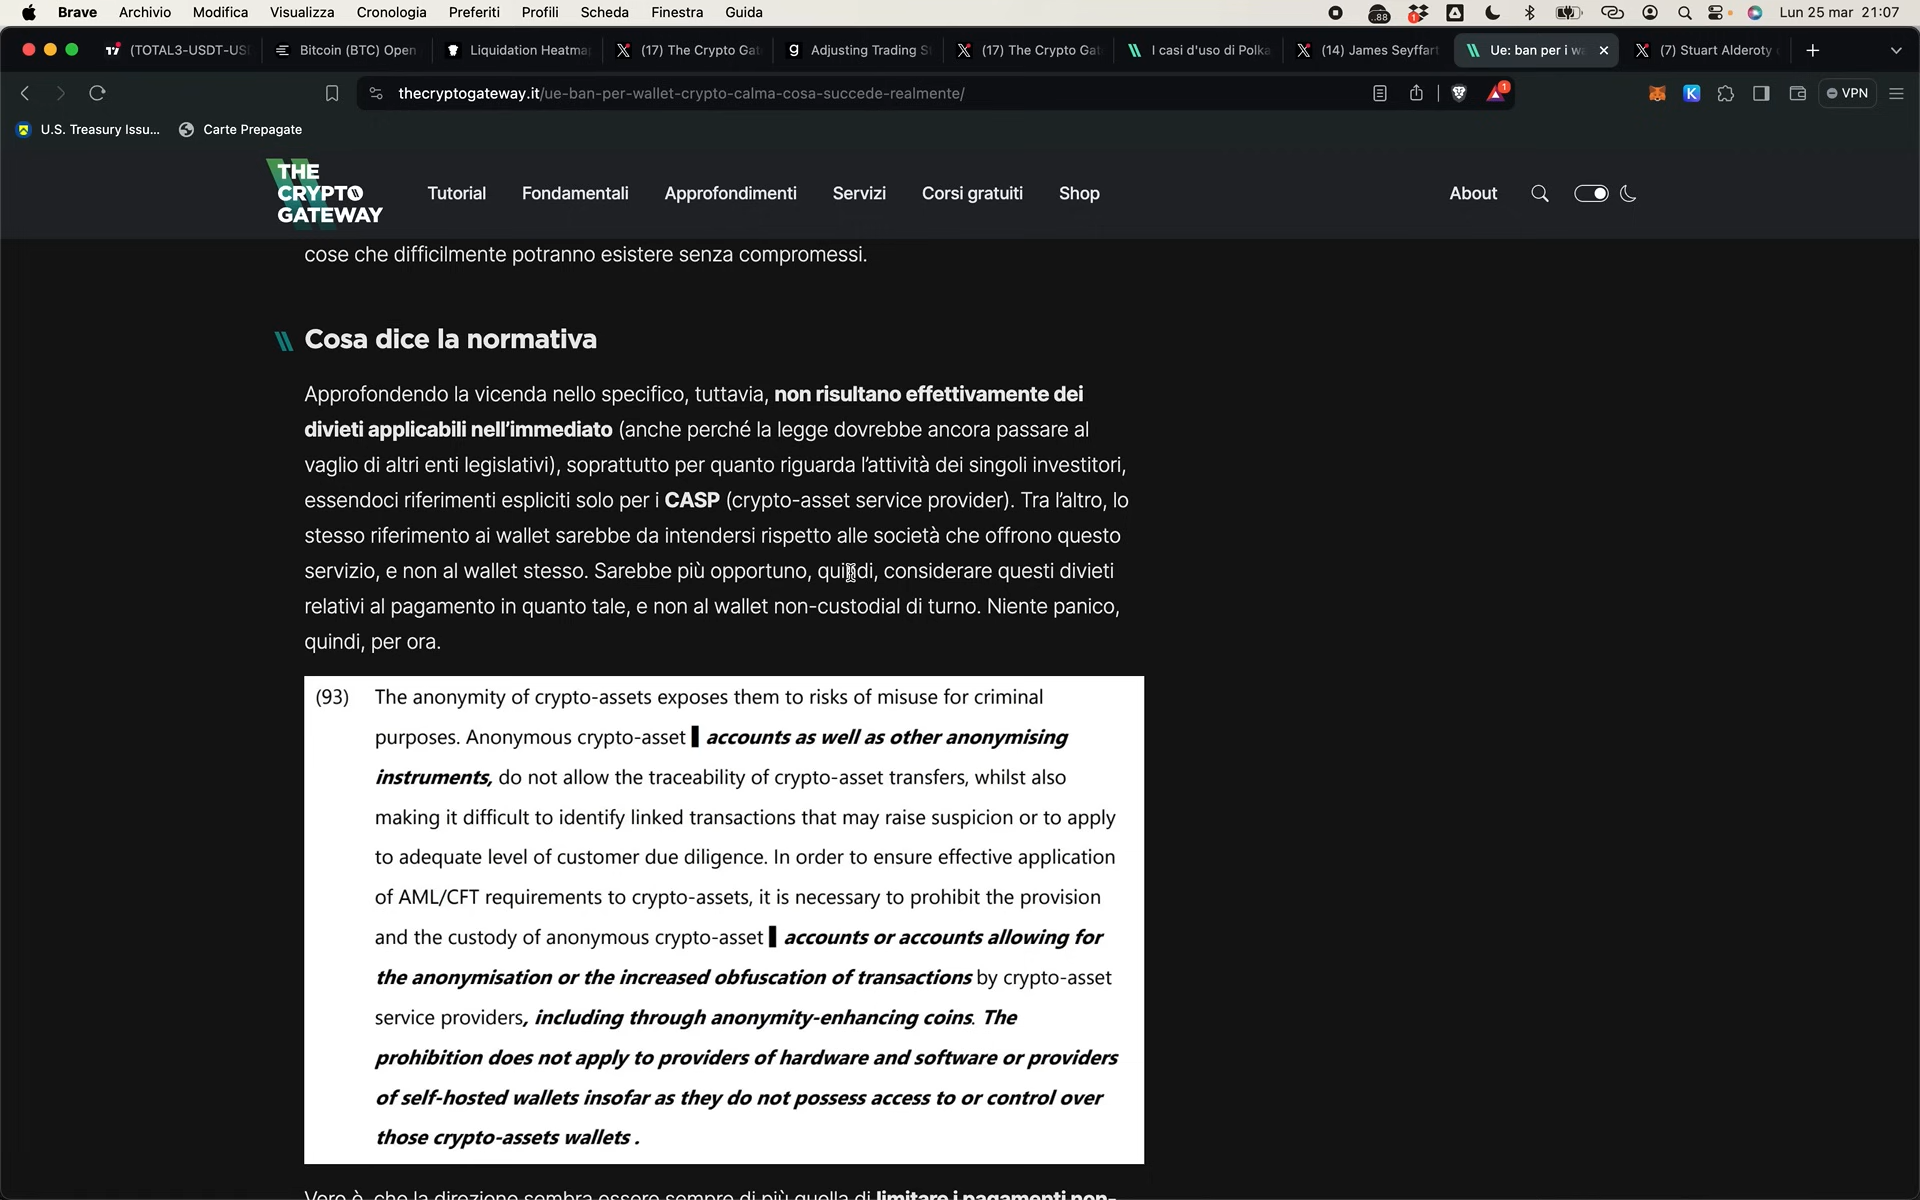 Brave Archivio Modifica Visualizza Cronologia Preferiti Profili Scheda Finestra Guida .88 1 Lun 25 mar 21:07
(TOTAL3-USDT-US Bitcoin (BTC) Open Liquidation Heatma (17) The Crypto Gat Adjusting Trading S (17) The Crypto Gat I casi d'uso di Polka (14) James Seyffart Ue: ban per i wa (7) Stuart Alderoty
thecryptogateway.it/ue-ban-per-wallet-crypto-calma-cosa-succede-realmente/ 1 K VPN
U.S. Treasury Issu... Carte Prepagate
THE CRYPTO GATEWAY
Tutorial Fondamentali Approfondimenti Servizi Corsi gratuiti Shop About
cose che difficilmente potranno esistere senza compromessi.
Cosa dice la normativa
Approfondendo la vicenda nello specifico, tuttavia, non risultano effettivamente dei
divieti applicabili nell’immediato (anche perché la legge dovrebbe ancora passare al
vaglio di altri enti legislativi), soprattutto per quanto riguarda l’attività dei singoli investitori,
essendoci riferimenti espliciti solo per i CASP (crypto-asset service provider). Tra l’altro, lo
stesso riferimento ai wallet sarebbe da intendersi rispetto alle società che offrono questo
servizio, e non al wallet stesso. Sarebbe più opportuno, quindi, considerare questi divieti
relativi al pagamento in quanto tale, e non al wallet non-custodial di turno. Niente panico,
quindi, per ora.
(93) The anonymity of crypto-assets exposes them to risks of misuse for criminal
purposes. Anonymous crypto-asset ▌ accounts as well as other anonymising
instruments, do not allow the traceability of crypto-asset transfers, whilst also
making it difficult to identify linked transactions that may raise suspicion or to apply
to adequate level of customer due diligence. In order to ensure effective application
of AML/CFT requirements to crypto-assets, it is necessary to prohibit the provision
and the custody of anonymous crypto-asset ▌ accounts or accounts allowing for
the anonymisation or the increased obfuscation of transactions by crypto-asset
service providers, including through anonymity-enhancing coins. The
prohibition does not apply to providers of hardware and software or providers
of self-hosted wallets insofar as they do not possess access to or control over
those crypto-assets wallets .
Vero è, che la direzione sembra essere sempre di più quella di limitare i pagamenti non-